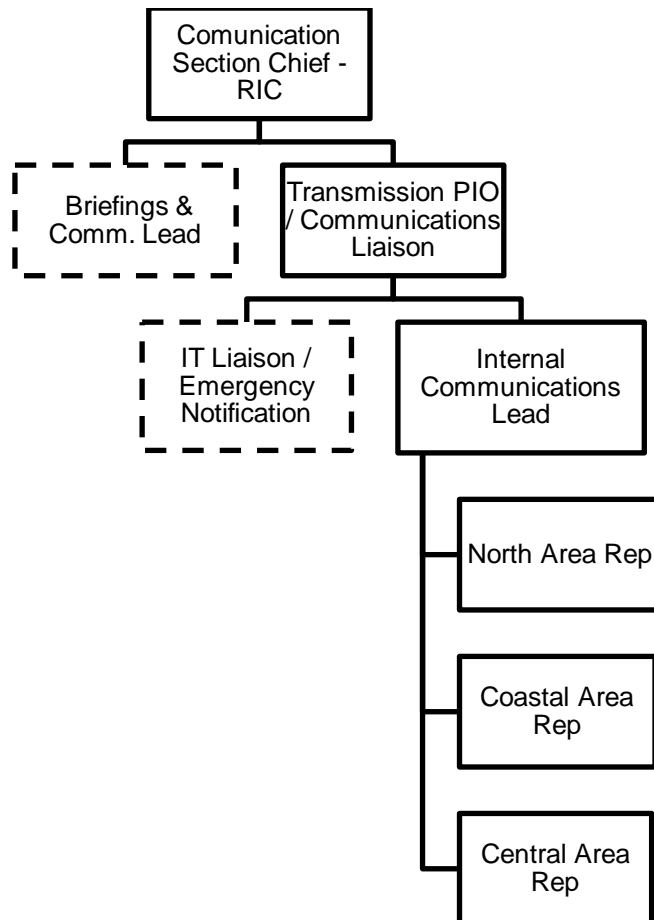 Comunication
Section Chief -
RIC
Briefings &
Comm. Lead
Transmission PIO
/ Communications
Liaison
IT Liaison /
Emergency
Notification
Internal
Communications
Lead
North Area Rep
Coastal Area
Rep
Central Area
Rep